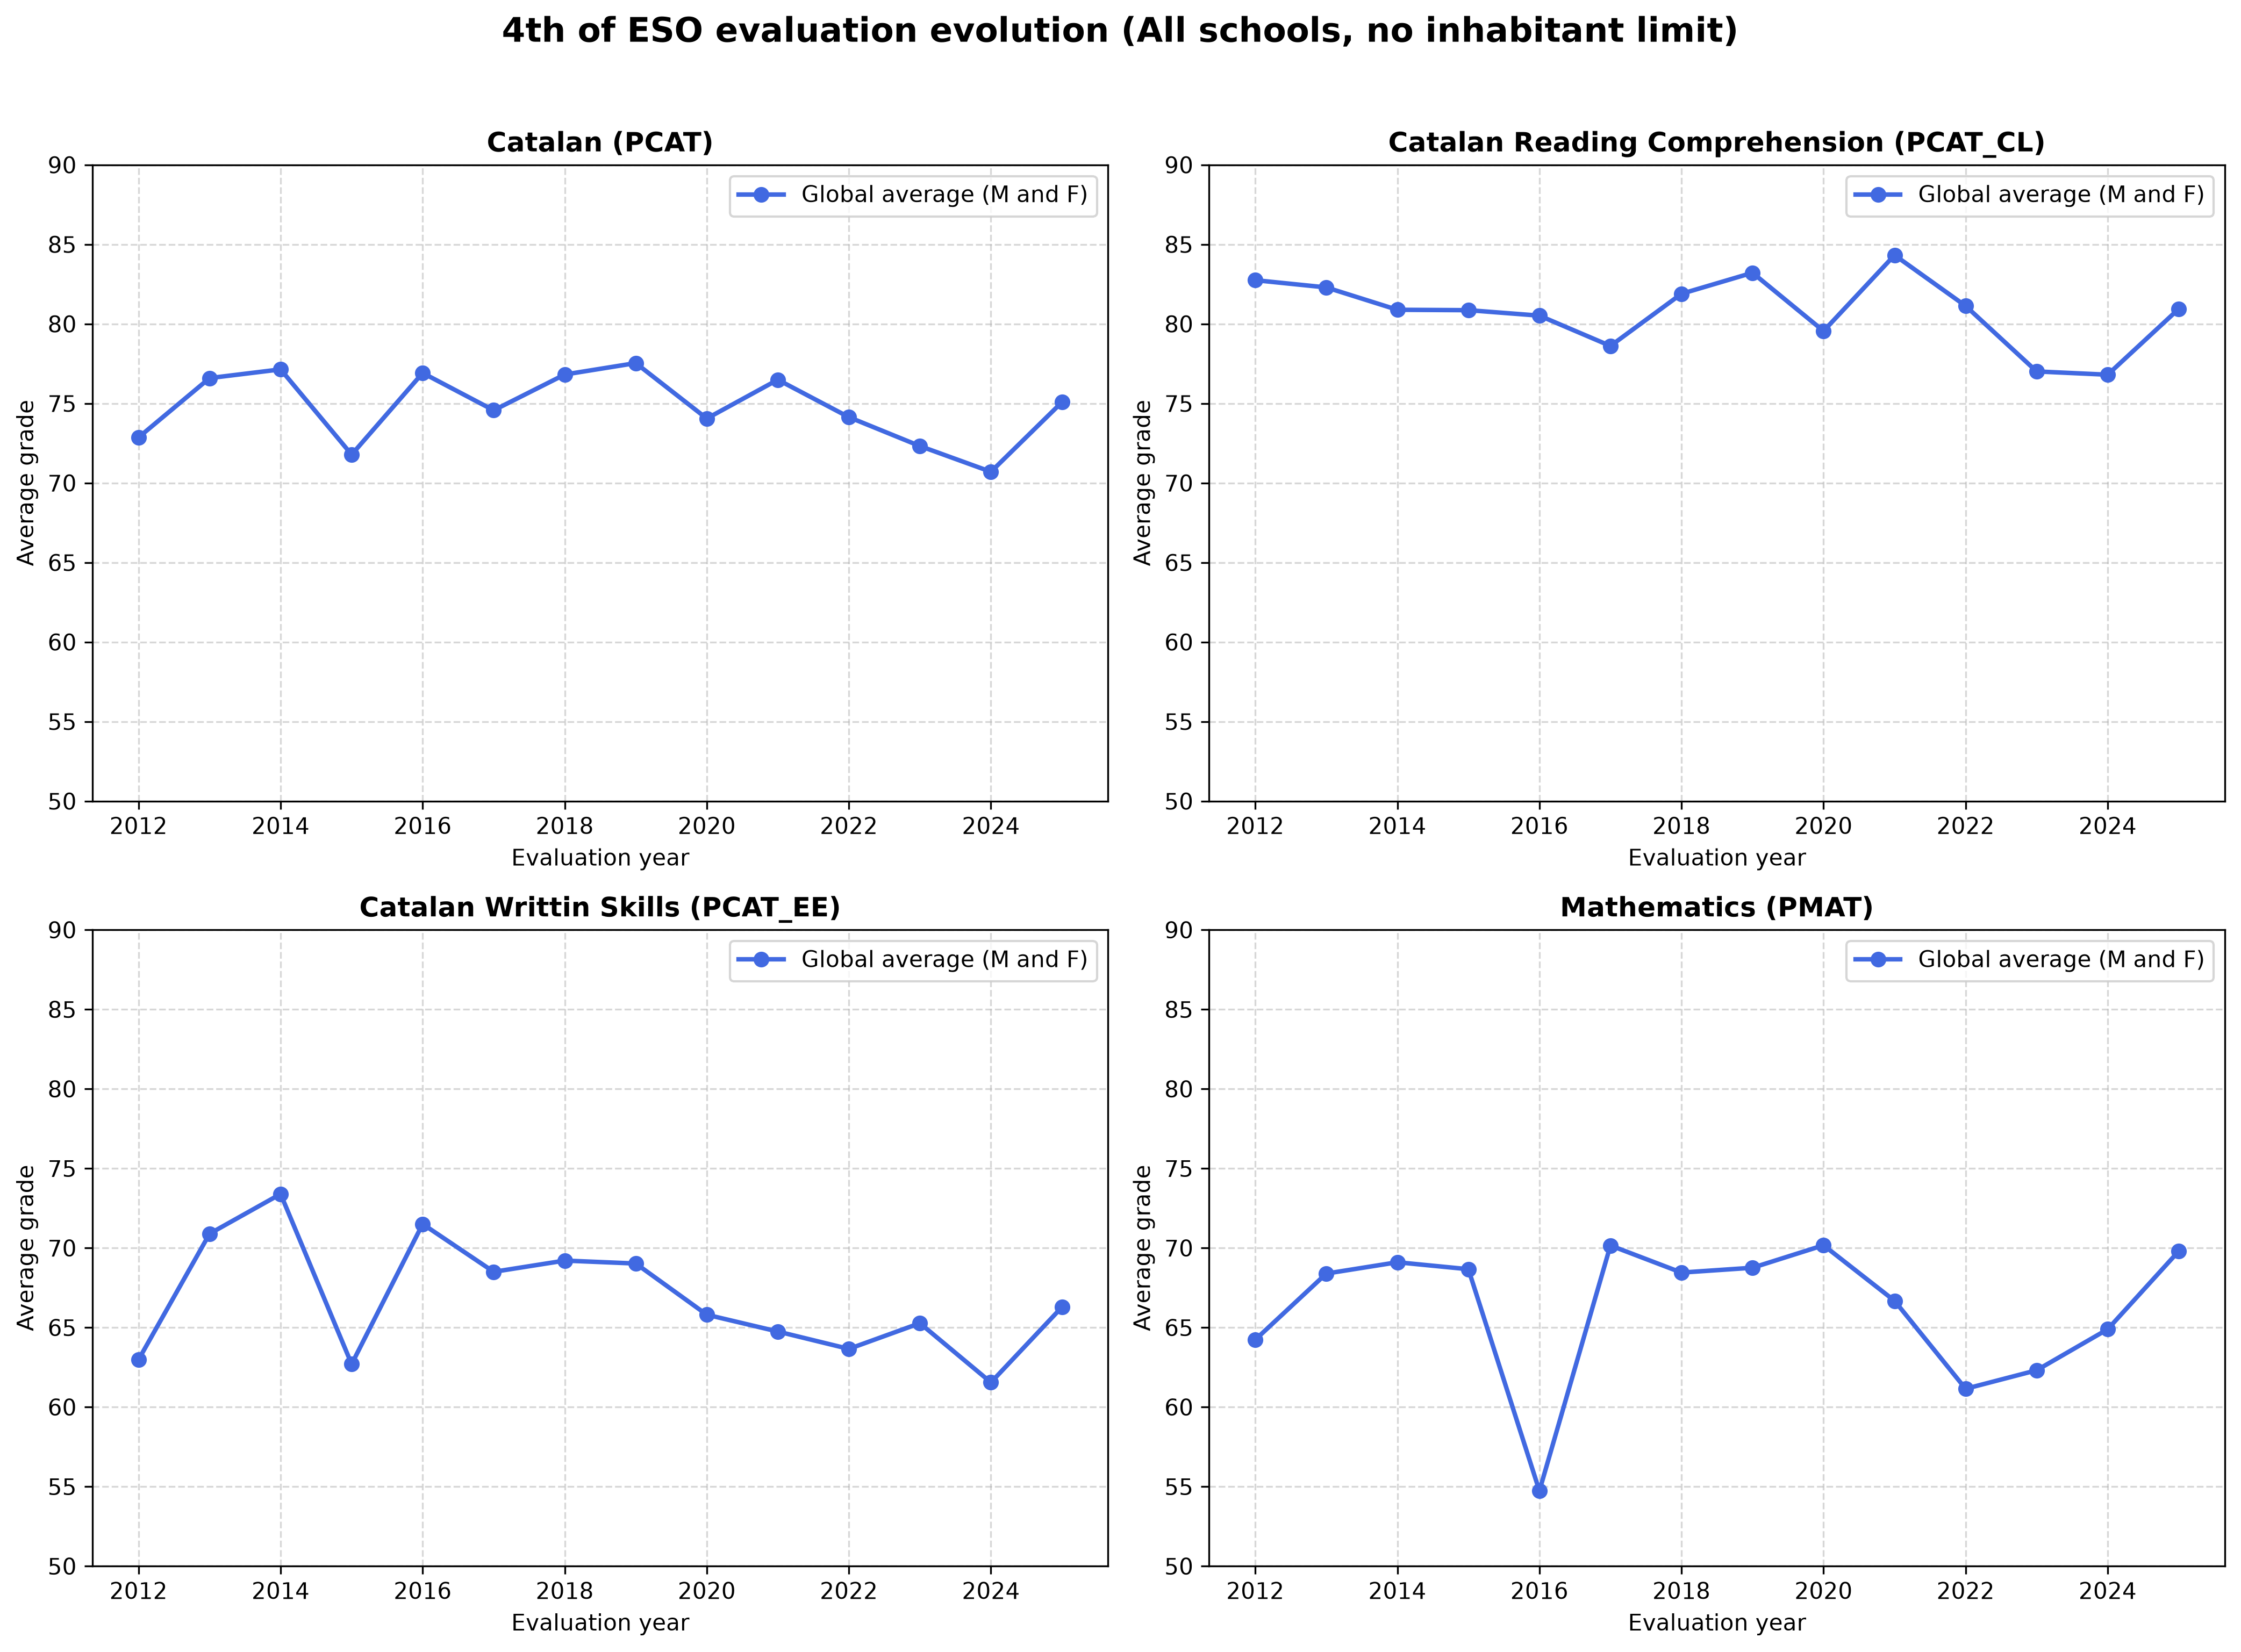 4th of ESO evaluation evolution (All schools, no inhabitant limit)
Catalan (PCAT)
Global average (M and F)
Average grade
90
85
80
75
70
65
60
55
50
2012 2014 2016 2018 2020 2022 2024
Evaluation year
Catalan Reading Comprehension (PCAT_CL)
Global average (M and F)
Average grade
90
85
80
75
70
65
60
55
50
2012 2014 2016 2018 2020 2022 2024
Evaluation year
Catalan Writtin Skills (PCAT_EE)
Global average (M and F)
Average grade
90
85
80
75
70
65
60
55
50
2012 2014 2016 2018 2020 2022 2024
Evaluation year
Mathematics (PMAT)
Global average (M and F)
Average grade
90
85
80
75
70
65
60
55
50
2012 2014 2016 2018 2020 2022 2024
Evaluation year